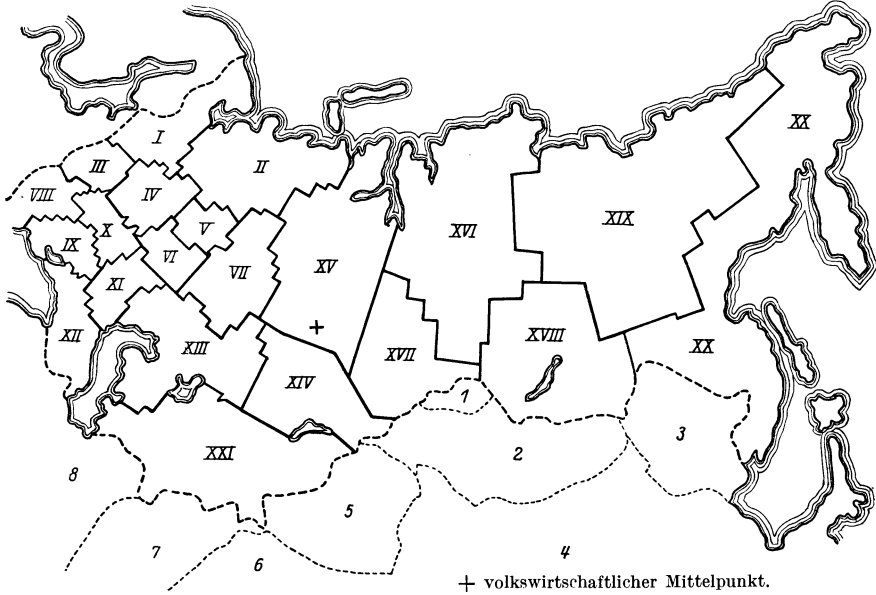 XX
I
III
II
VIII
IV
XIX
V
XVI
X
IX
VI
VII
XV
XI
XII
XIII
XVII
XVIII
XX
+
XIV
1
3
2
XXI
8
5
7
6
4
+ volkswirtschaftlicher Mittelpunkt.